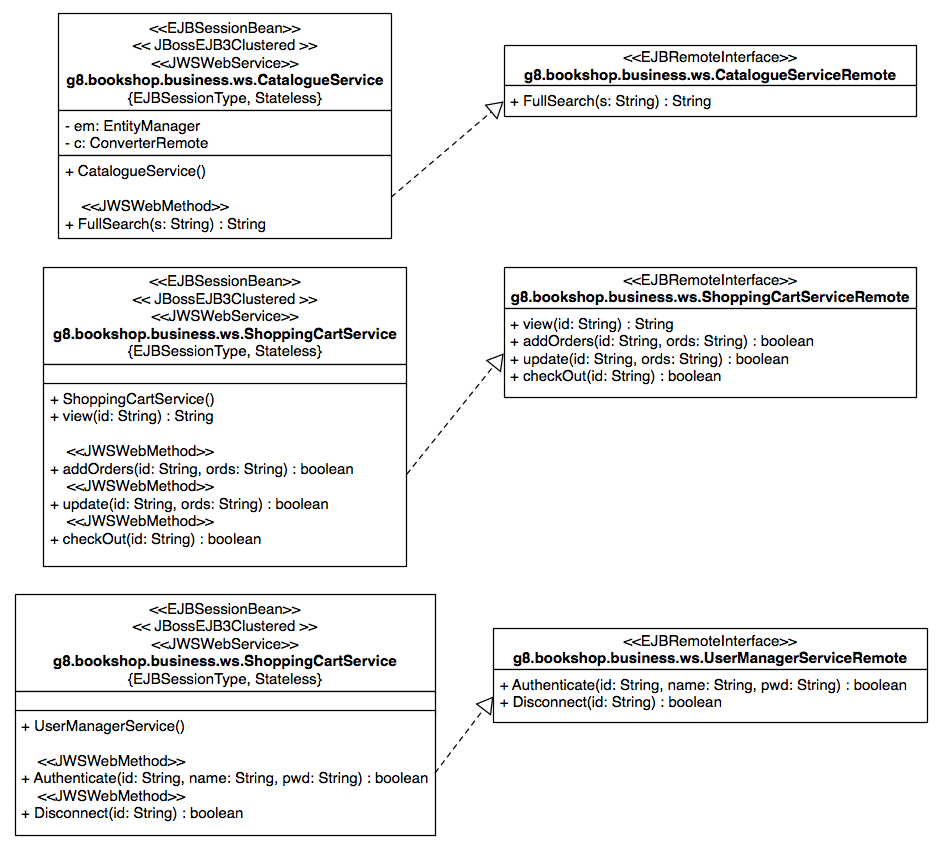 <<EJBSessionBean>>
<< JBossEJB3Clustered >>
<<JWSWebService>>
g8.bookshop.business.ws.CatalogueService
{EJBSessionType, Stateless}
- em: EntityManager
- c: ConverterRemote
+ CatalogueService()
<<JWSWebMethod>>
+ FullSearch(s: String) : String
<<EJBRemoteInterface>>
g8.bookshop.business.ws.CatalogueServiceRemote
+ FullSearch(s: String) : String
<<EJBSessionBean>>
<< JBossEJB3Clustered >>
<<JWSWebService>>
g8.bookshop.business.ws.ShoppingCartService
{EJBSessionType, Stateless}
+ ShoppingCartService()
+ view(id: String) : String
<<JWSWebMethod>>
+ addOrders(id: String, ords: String) : boolean
<<JWSWebMethod>>
+ update(id: String, ords: String) : boolean
<<JWSWebMethod>>
+ checkOut(id: String) : boolean
<<EJBRemoteInterface>>
g8.bookshop.business.ws.ShoppingCartServiceRemote
+ view(id: String) : String
+ addOrders(id: String, ords: String) : boolean
+ update(id: String, ords: String) : boolean
+ checkOut(id: String) : boolean
<<EJBSessionBean>>
<< JBossEJB3Clustered >>
<<JWSWebService>>
g8.bookshop.business.ws.ShoppingCartService
{EJBSessionType, Stateless}
+ UserManagerService()
<<JWSWebMethod>>
+ Authenticate(id: String, name: String, pwd: String) : boolean
<<JWSWebMethod>>
+ Disconnect(id: String) : boolean
<<EJBRemoteInterface>>
g8.bookshop.business.ws.UserManagerServiceRemote
+ Authenticate(id: String, name: String, pwd: String) : boolean
+ Disconnect(id: String) : boolean